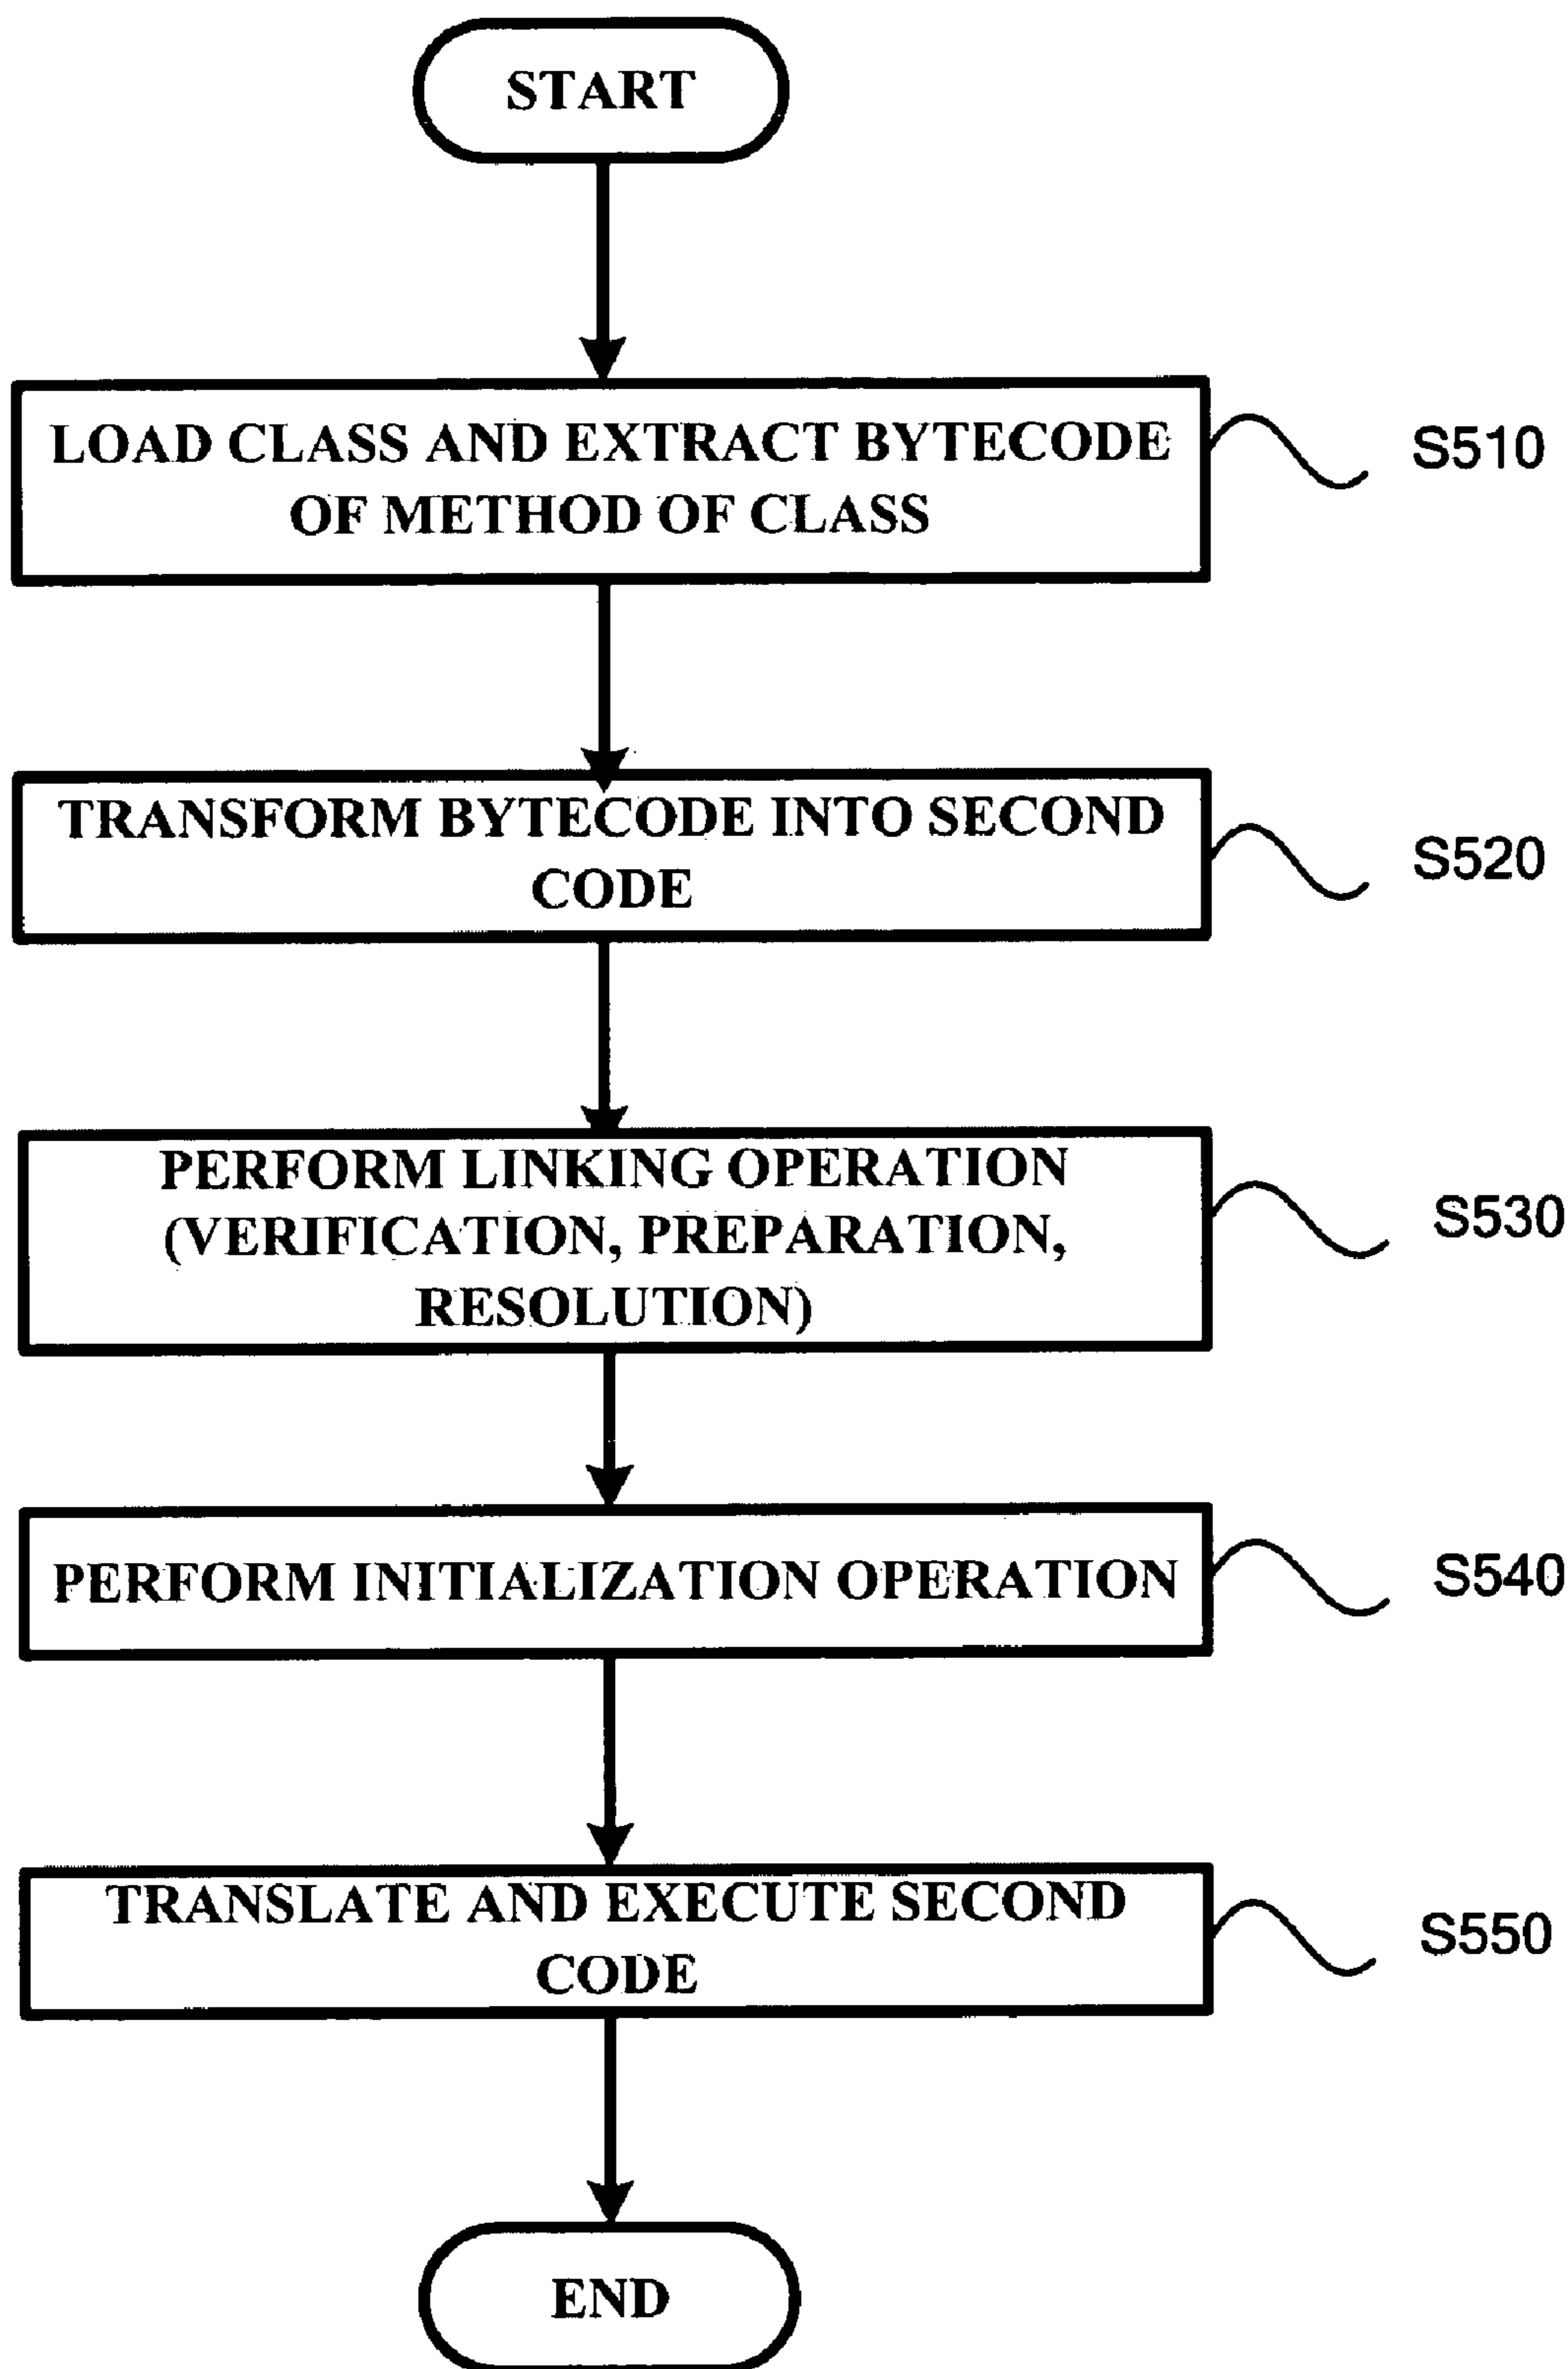 START
LOAD CLASS AND EXTRACT BYTECODE
OF METHOD OF CLASS
S510
TRANSFORM BYTECODE INTO SECOND
CODE
S520
PERFORM LINKING OPERATION
(VERIFICATION, PREPARATION,
RESOLUTION)
S530
PERFORM INITIALIZATION OPERATION
S540
TRANSLATE AND EXECUTE SECOND
CODE
S550
END